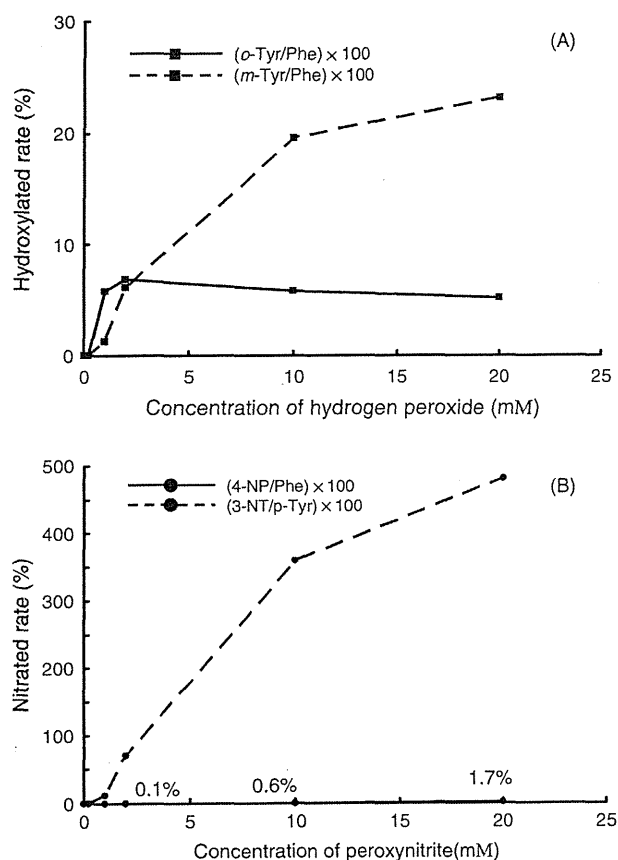 30
20
10
0
Hydroxylated rate (%)
(o-Tyr/Phe) × 100
(m-Tyr/Phe) × 100
(A)
0 5 10 15 20 25
Concentration of hydrogen peroxide (mM)
500
400
300
200
100
0
Nitrated rate (%)
(4-NP/Phe) × 100
(3-NT/p-Tyr) × 100
(B)
0.1% 0.6% 1.7%
0 5 10 15 20 25
Concentration of peroxynitrite(mM)